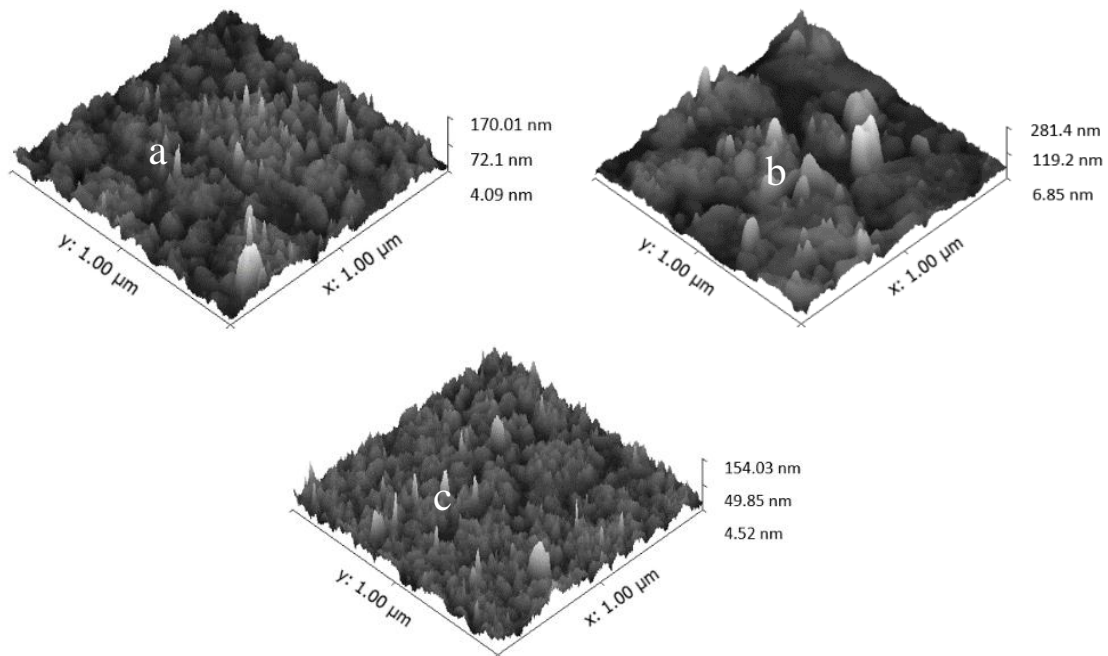 a
170.01 nm
72.1 nm
4.09 nm
y: 1.00 µm
x: 1.00 µm
b
281.4 nm
119.2 nm
6.85 nm
y: 1.00 µm
x: 1.00 µm
c
154.03 nm
49.85 nm
4.52 nm
y: 1.00 µm
x: 1.00 µm